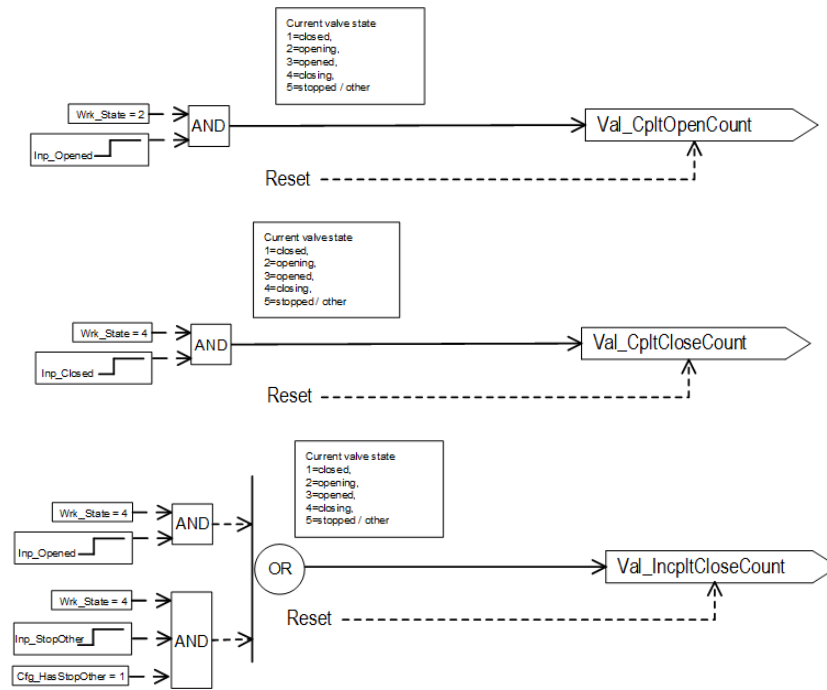 Current valve state
1=closed,
2=opening,
3=opened,
4=closing,
5=stopped / other
Wrk_State = 2
AND
Val_CpltOpenCount
Inp_Opened
Reset
Current valve state
1=closed,
2=opening,
3=opened,
4=closing,
5=stopped / other
Wrk_State = 4
AND
Val_CpltCloseCount
Inp_Closed
Reset
Current valve state
1=closed,
2=opening,
3=opened,
4=closing,
5=stopped / other
Wrk_State = 4
AND
Inp_Opened
OR
Val_IncpltCloseCount
Wrk_State = 4
Reset
Inp_StopOther
AND
Cfg_HasStopOther = 1